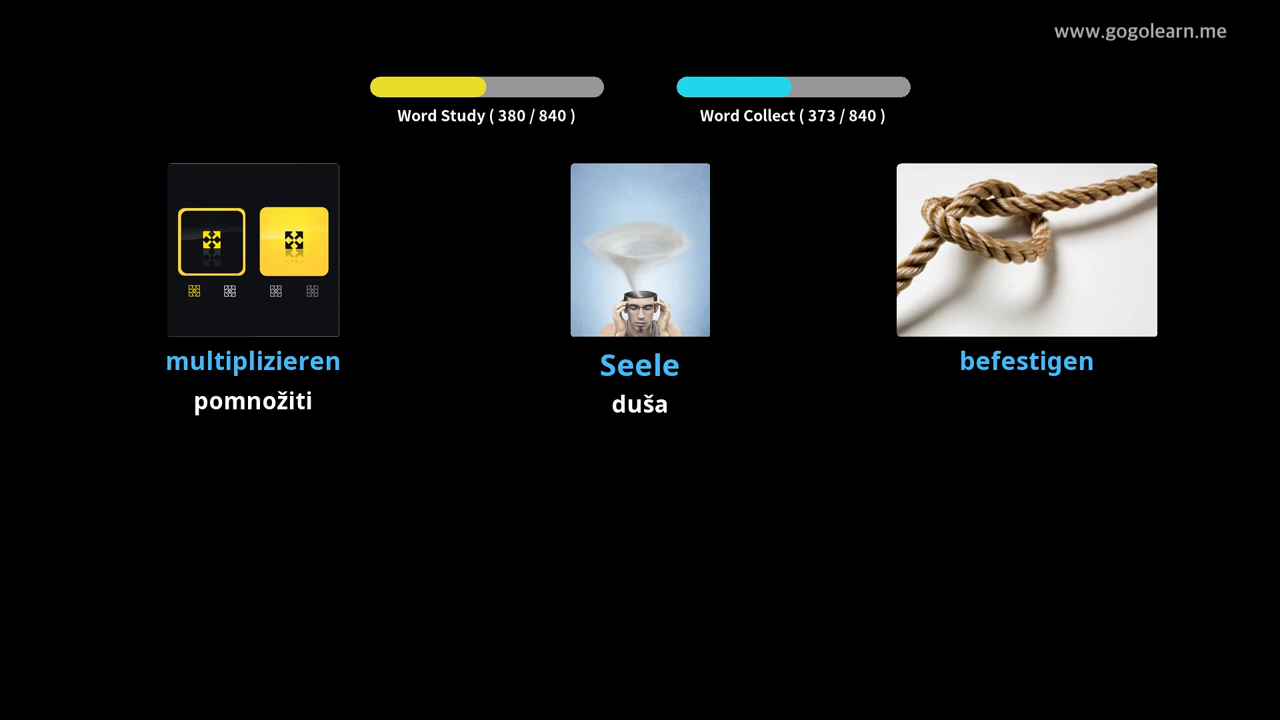 www.gogolearn.me
Word Study ( 380 / 840 )
Word Collect ( 373 / 840 )
multiplizieren
pomnožiti
Seele
duša
befestigen